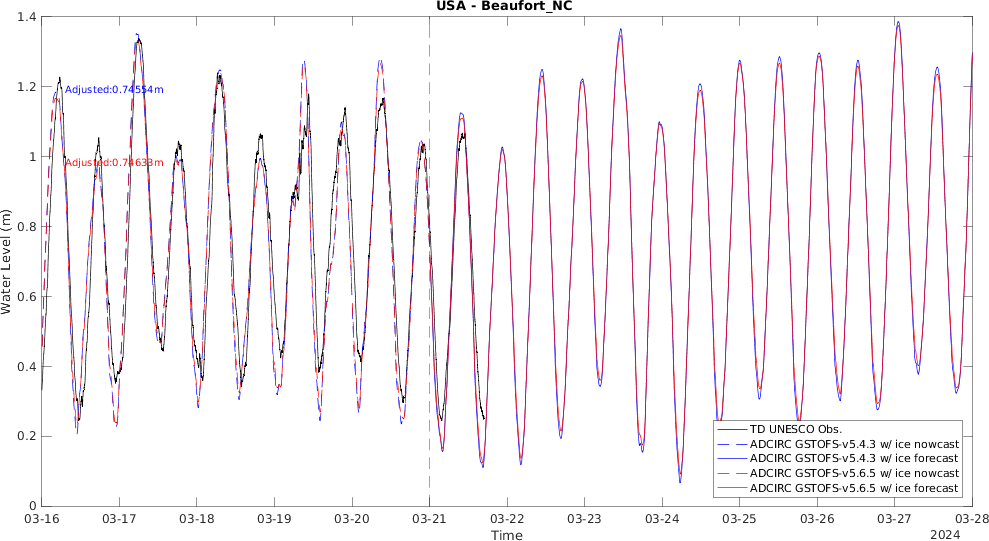 USA - Beaufort_NC
1.4
1.2
1
0.8
0.6
0.4
0.2
0
Water Level (m)
Adjusted:0.74554m
Adjusted:0.74633m
TD UNESCO Obs.
ADCIRC GSTOFS-v5.4.3 w/ ice nowcast
ADCIRC GSTOFS-v5.4.3 w/ ice forecast
ADCIRC GSTOFS-v5.6.5 w/ ice nowcast
ADCIRC GSTOFS-v5.6.5 w/ ice forecast
03-16 03-17 03-18 03-19 03-20 03-21 03-22 03-23 03-24 03-25 03-26 03-27 03-28
Time
2024